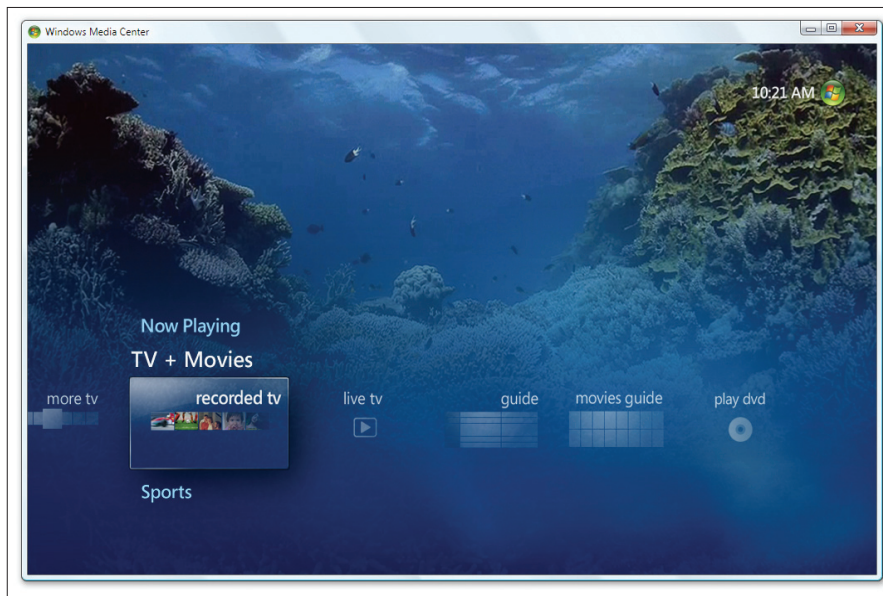 Windows Media Center
10:21 AM
Now Playing
TV + Movies
more tv
recorded tv
live tv
guide
movies guide
play dvd
Sports